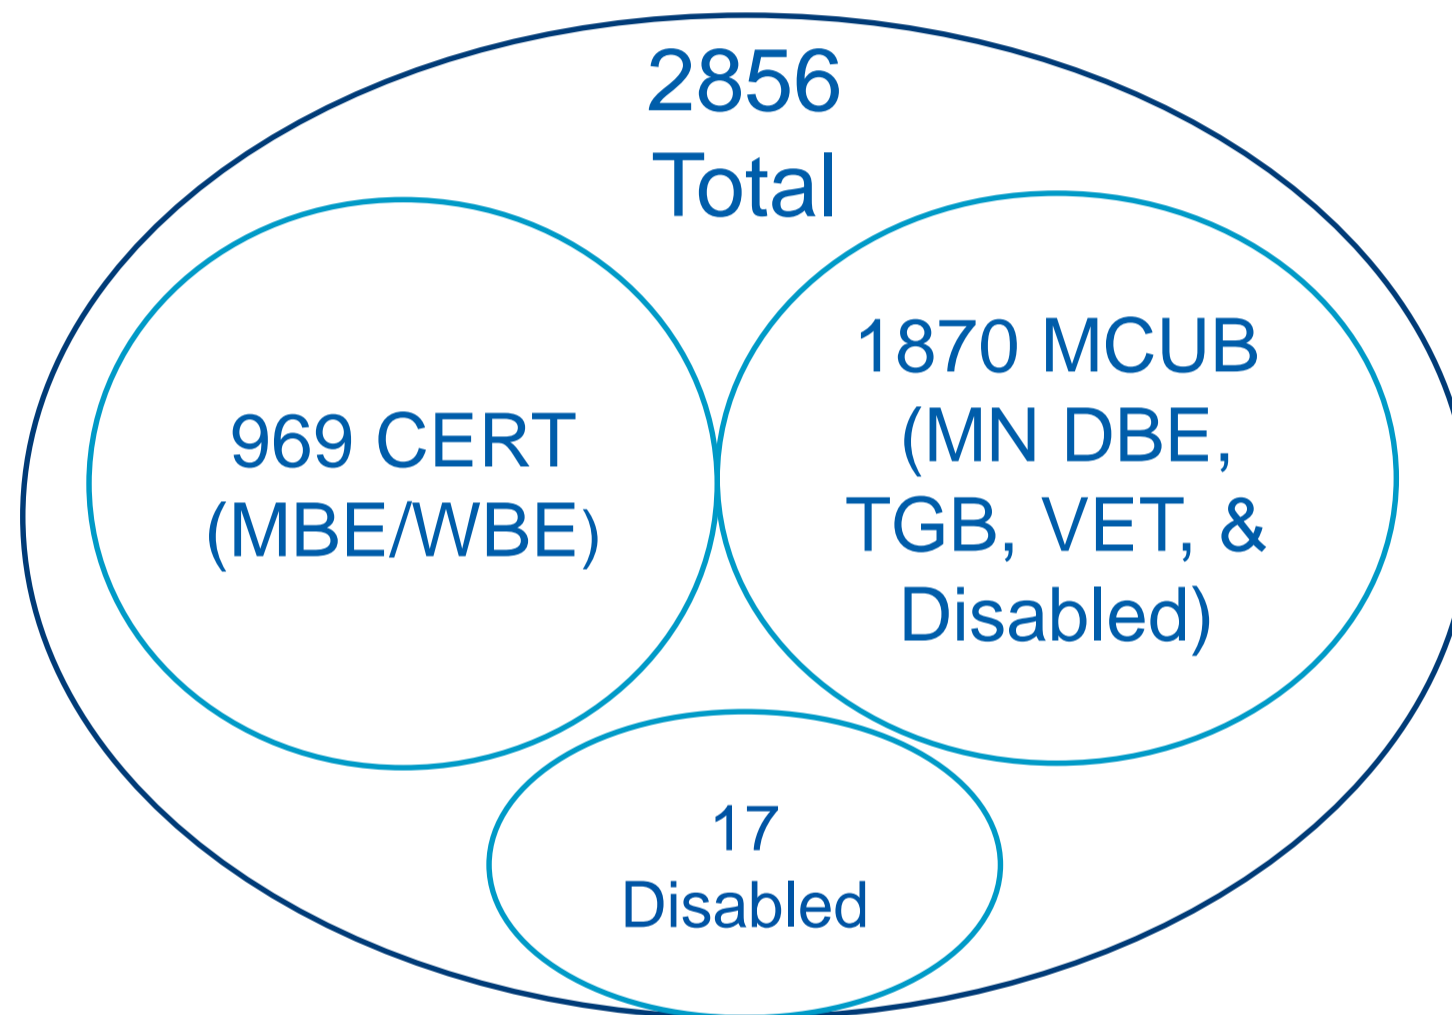 2856
Total
969 CERT
(MBE/WBE)
1870 MCUB
(MN DBE,
TGB, VET, &
Disabled)
17
Disabled